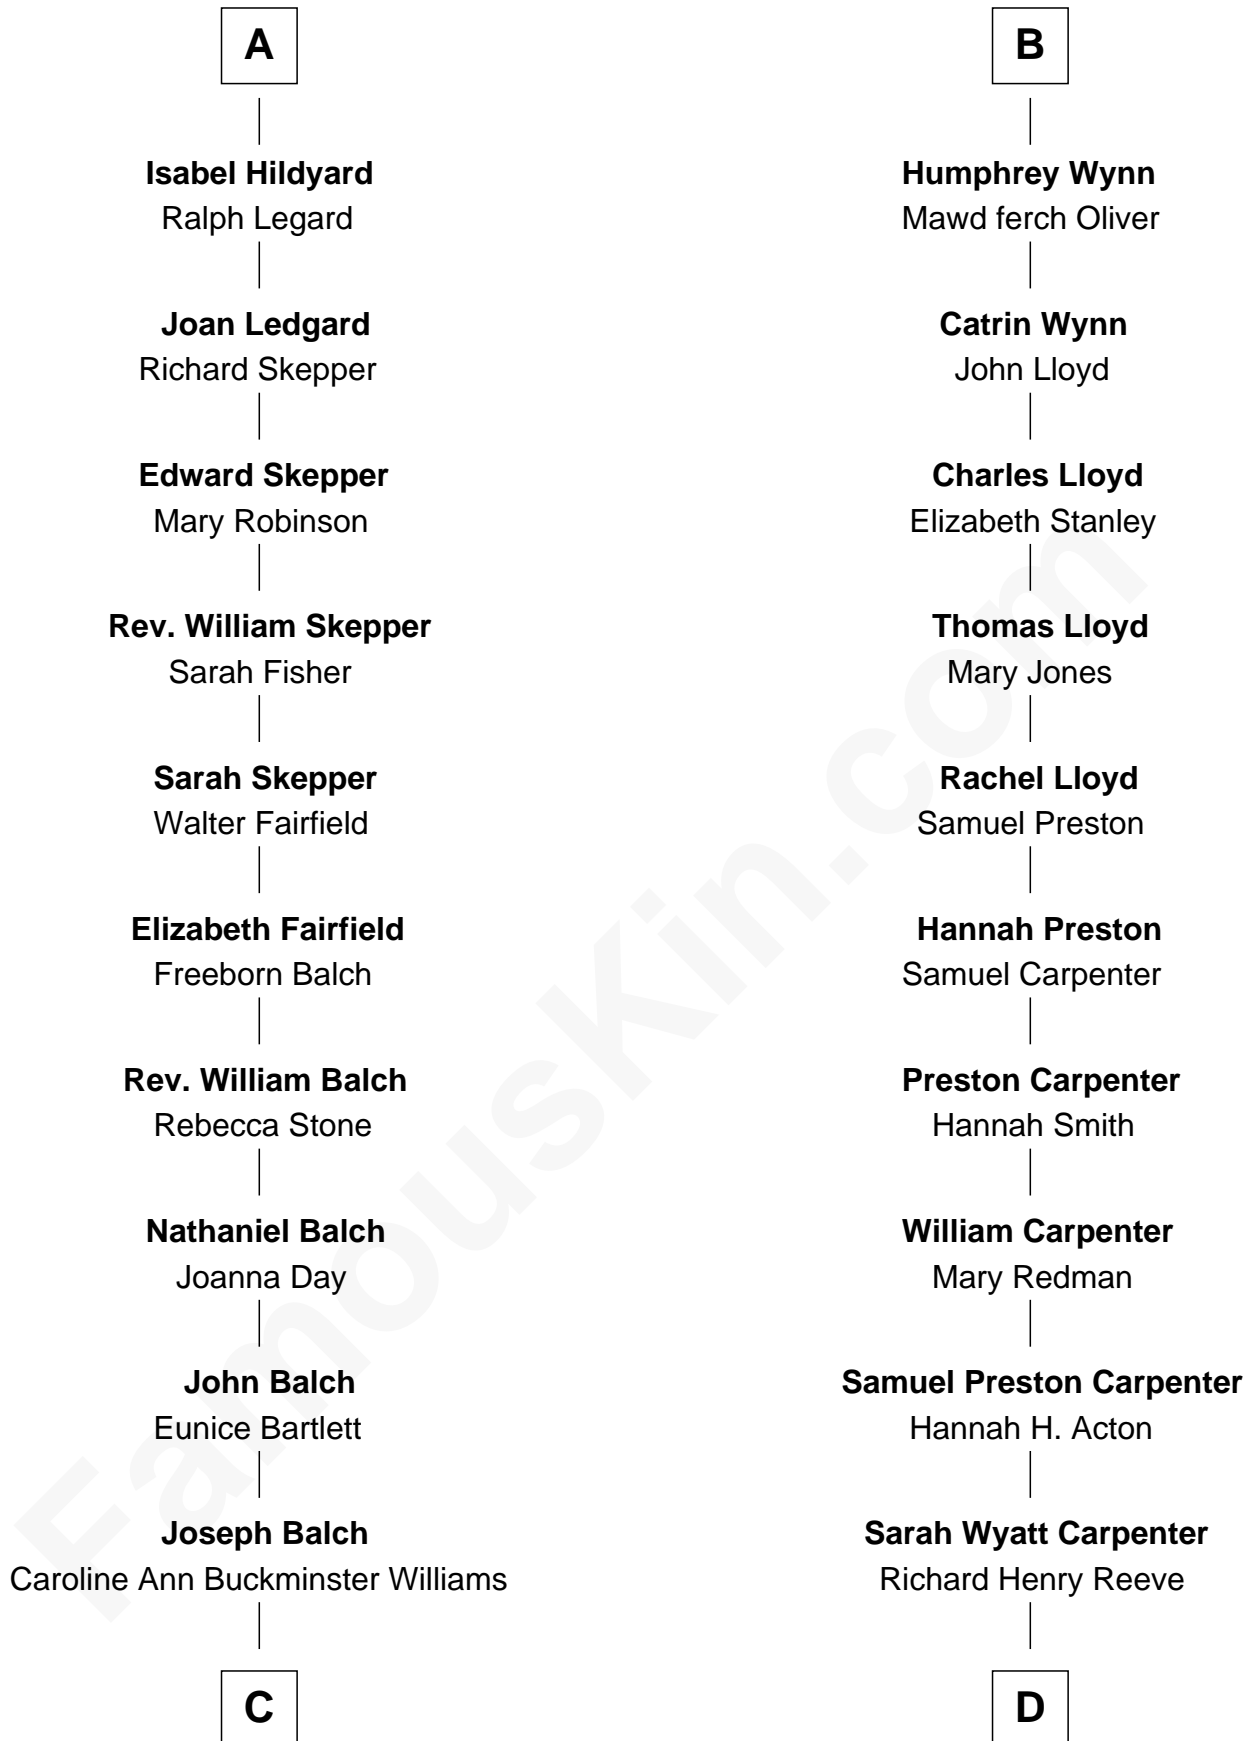 A
Isabel Hildyard
Ralph Legard
Joan Ledgard
Richard Skepper
Edward Skepper
Mary Robinson
Rev. William Skepper
Sarah Fisher
Sarah Skepper
Walter Fairfield
Elizabeth Fairfield
Freeborn Balch
Rev. William Balch
Rebecca Stone
Nathaniel Balch
Joanna Day
John Balch
Eunice Bartlett
Joseph Balch
Caroline Ann Buckminster Williams
C
B
Humphrey Wynn
Mawd ferch Oliver
Catrin Wynn
John Lloyd
Charles Lloyd
Elizabeth Stanley
Thomas Lloyd
Mary Jones
Rachel Lloyd
Samuel Preston
Hannah Preston
Samuel Carpenter
Preston Carpenter
Hannah Smith
William Carpenter
Mary Redman
Samuel Preston Carpenter
Hannah H. Acton
Sarah Wyatt Carpenter
Richard Henry Reeve
D
FamousKin.com